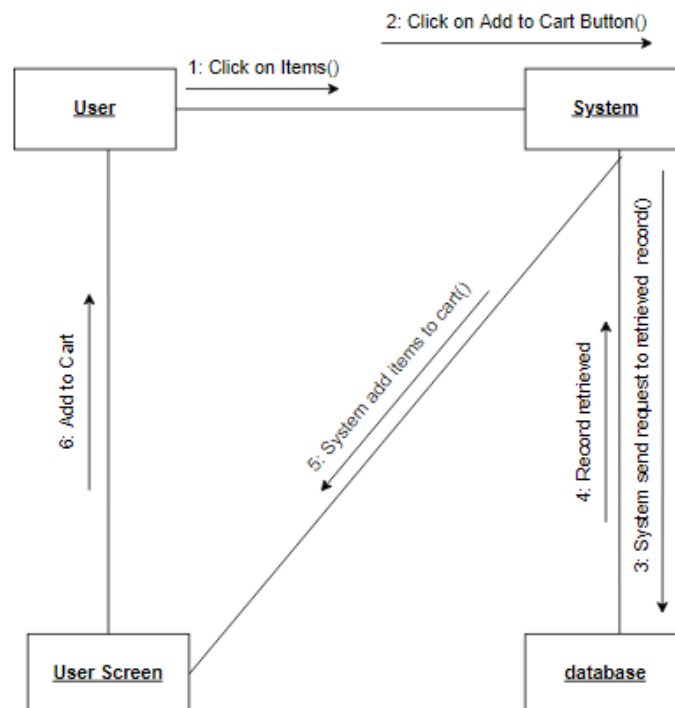 2: Click on Add to Cart Button()
1: Click on Items()
User
System
3: System send request to retrieved record()
5: System add items to cart()
4: Record retrieved
6: Add to Cart
User Screen
database